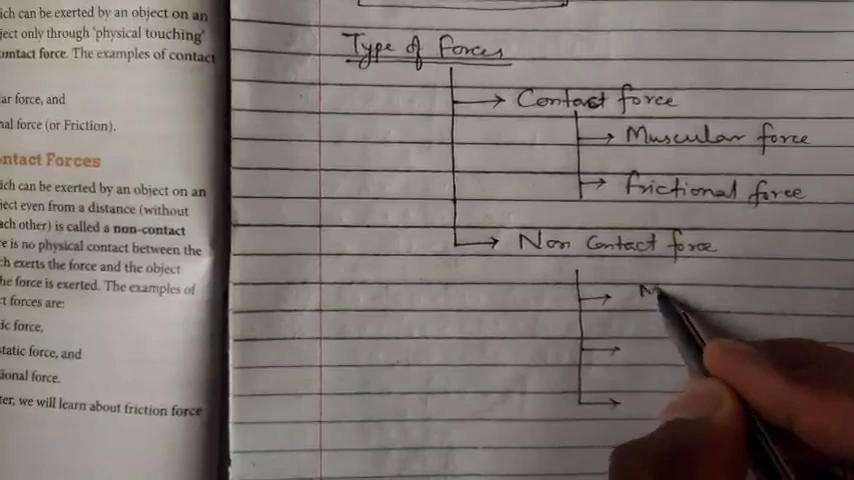 ich can be exerted by an object on an
ject only through 'physical touching'
ontact force. The examples of contact
ar force, and
nal force (or Friction).
ontact Forces
ich can be exerted by an object on an
ject even from a distance (without
ach other) is called a non-contact
e is no physical contact between the
ch exerts the force and the object
he force is exerted. The examples of
t forces are:
ic force,
static force, and
ional force.
ter, we will learn about friction force
Type of Forces
Contact force
Muscular force
frictional force
Non Contact force
M